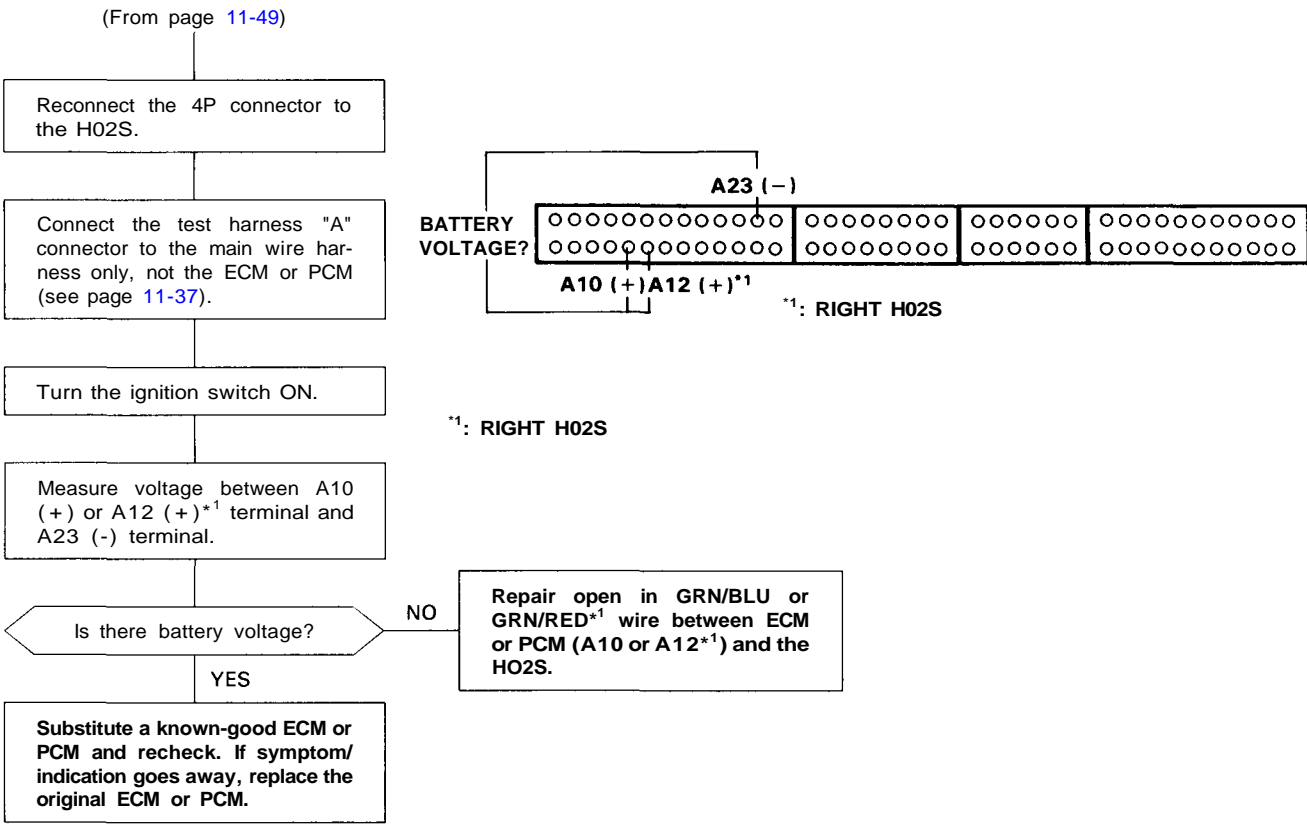 (From page 11-49)
Reconnect the 4P connector to
the H02S.
Connect the test harness "A"
connector to the main wire har-
ness only, not the ECM or PCM
(see page 11-37).
Turn the ignition switch ON.
Measure voltage between A10
(+) or A12 (+)*1 terminal and
A23 (-) terminal.
Is there battery voltage?
NO
YES
Repair open in GRN/BLU or
GRN/RED*1 wire between ECM
or PCM (A10 or A12*1) and the
HO2S.
Substitute a known-good ECM or
PCM and recheck. If symptom/
indication goes away, replace the
original ECM or PCM.
A23 (−)
BATTERY
VOLTAGE?
A10 (+) A12 (+)*1
*1: RIGHT H02S
*1: RIGHT H02S